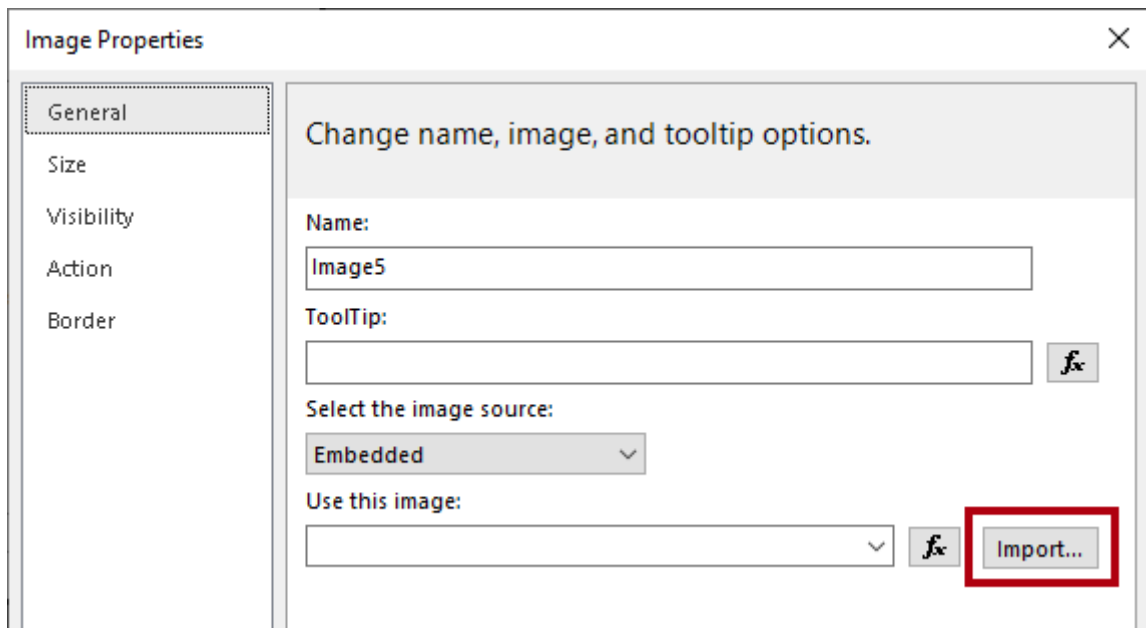 Image Properties
General
Size
Visibility
Action
Border
Change name, image, and tooltip options.
Name:
Image5
ToolTip:
fx
Select the image source:
Embedded
Use this image:
fx
Import...